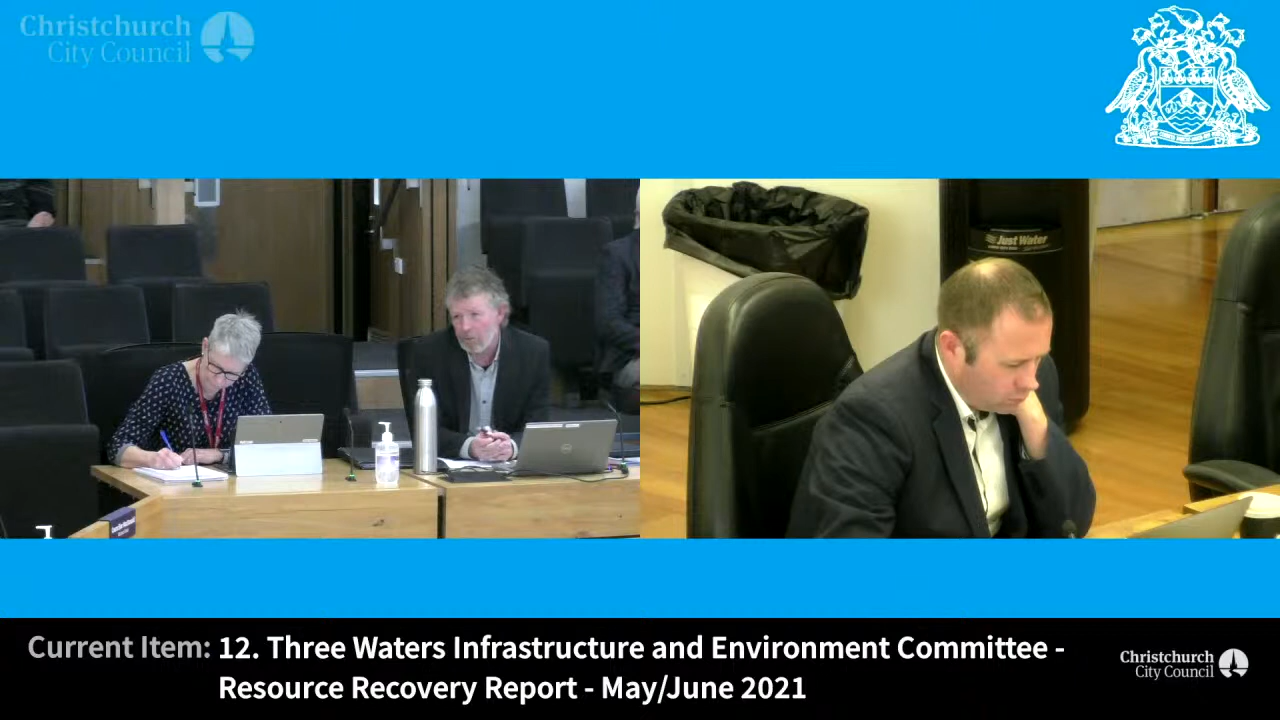 Christchurch
City Council
Just Water
Current Item: 12. Three Waters Infrastructure and Environment Committee -
Resource Recovery Report - May/June 2021
Christchurch
City Council